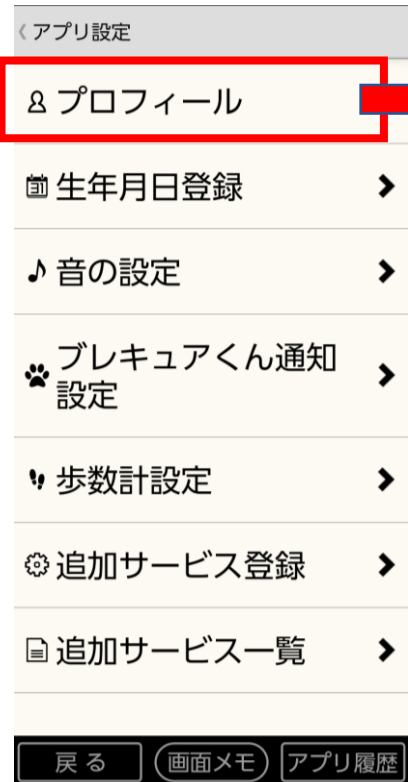 アプリ設定
プロフィール
31 生年月日登録
音の設定
ブレキュアくん通知
設定
歩数計設定
追加サービス登録
追加サービス一覧
戻る 画面メモ アプリ履歴